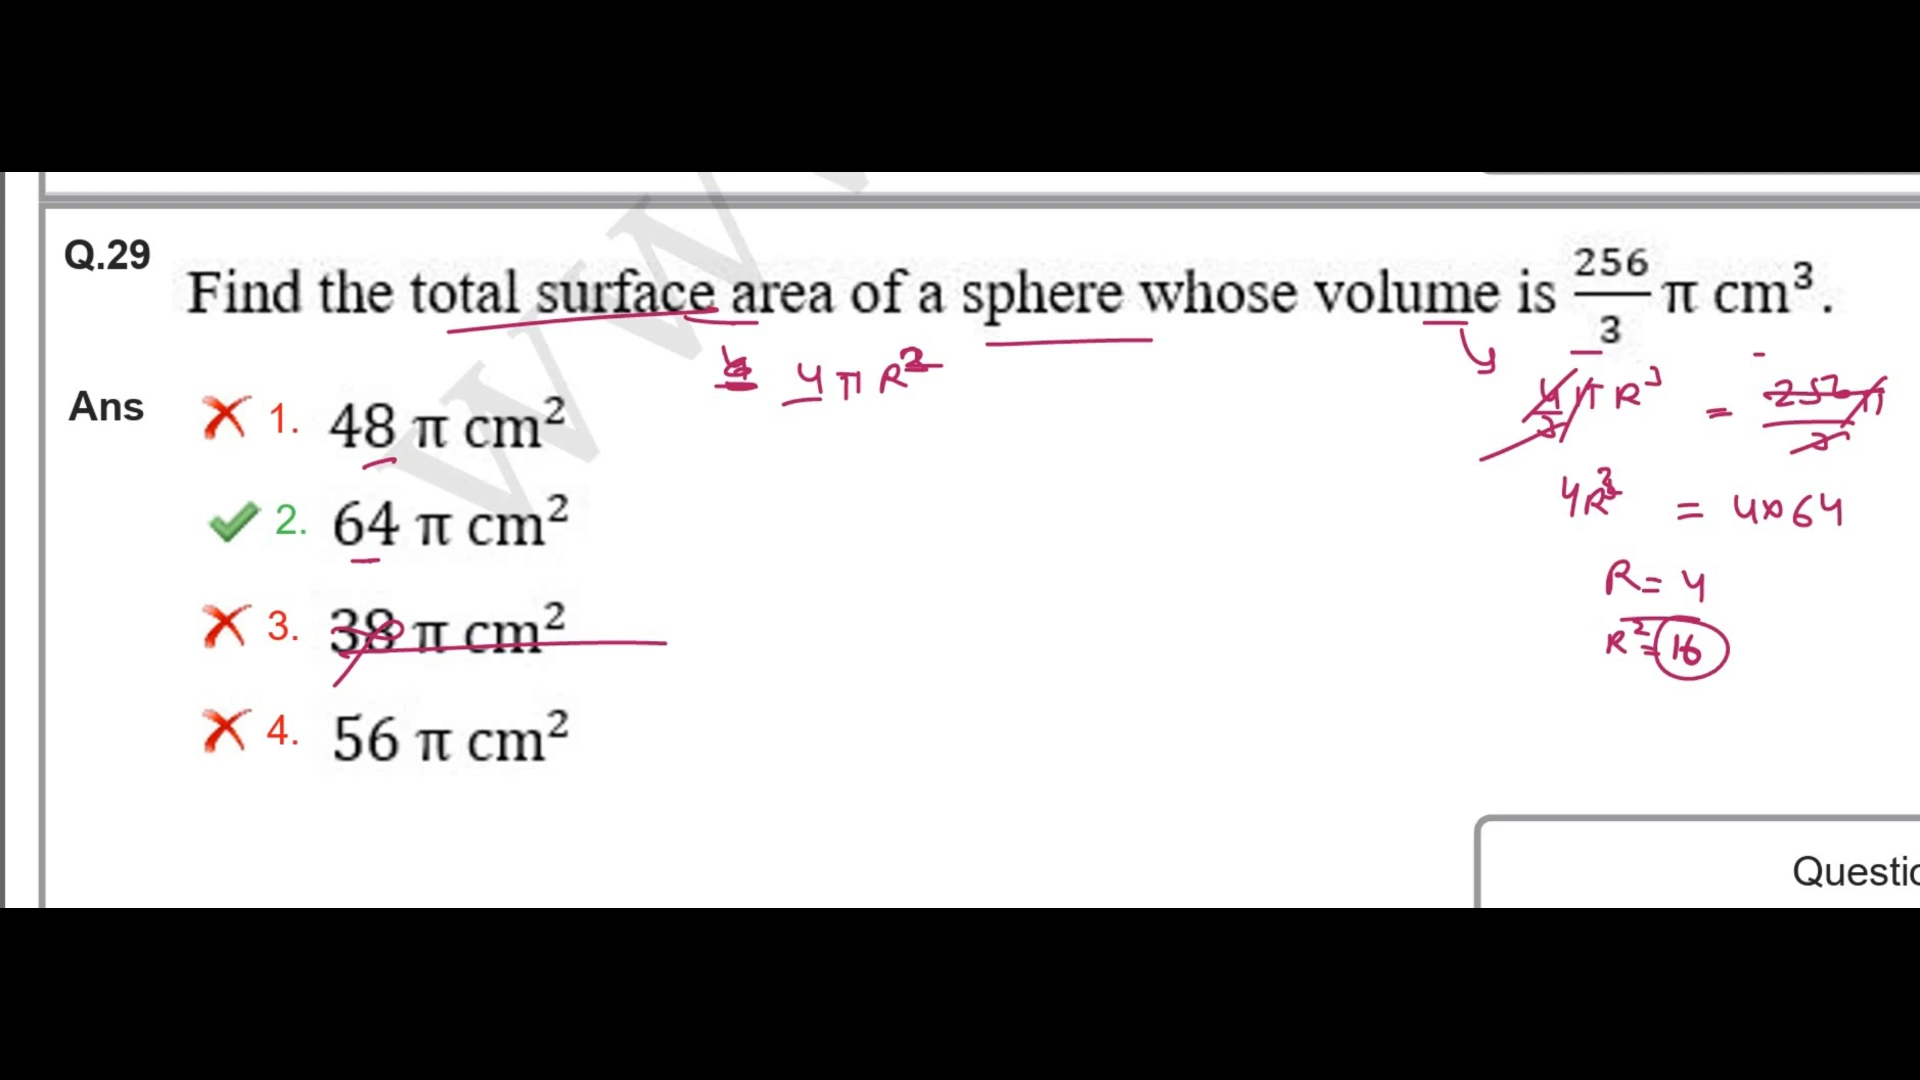 Q.29
Find the total surface area of a sphere whose volume is 256/3 π cm³.
4πR²
4/3 πR³ = 256π/3
Ans
1. 48 π cm²
4R³ = 4×64
2. 64 π cm²
R = 4
3. 38 π cm²
R² = 16
4. 56 π cm²
Questio
WW